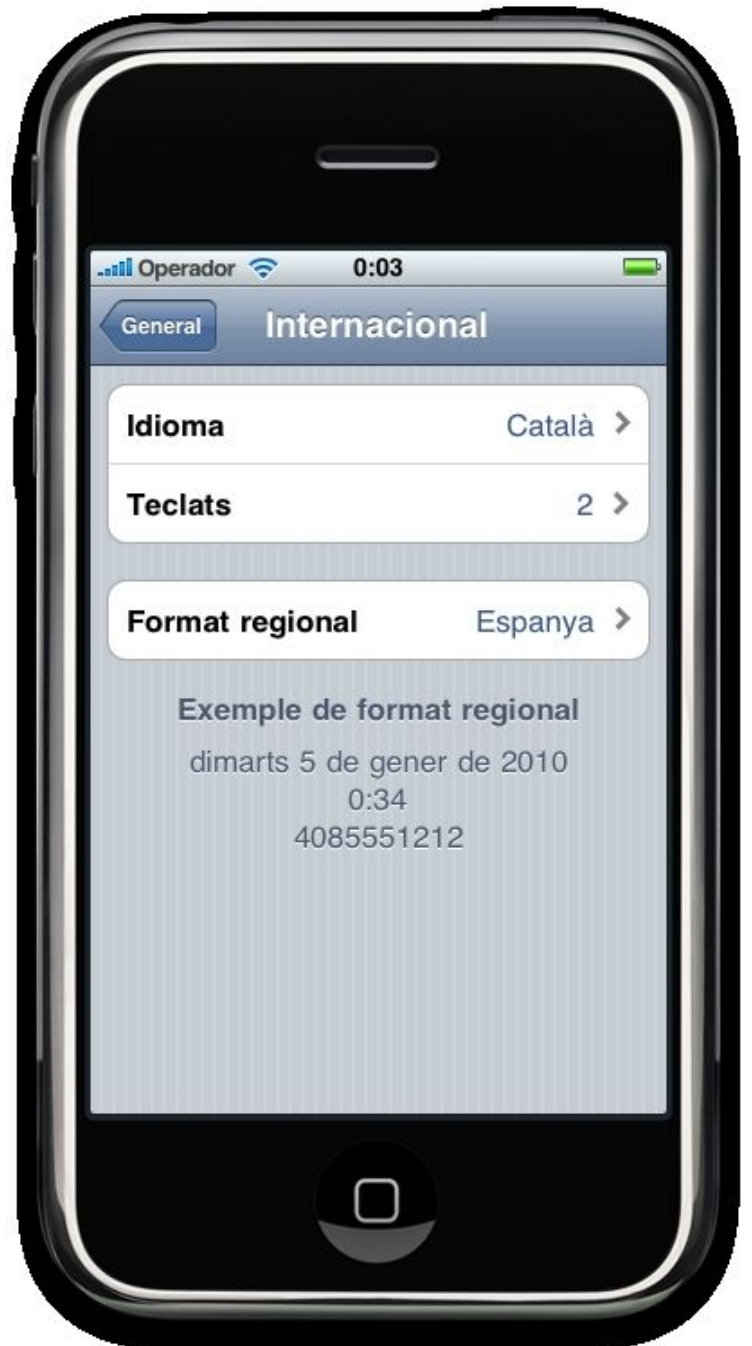 Operador 0:03
General Internacional
Idioma Català
Teclats 2
Format regional Espanya
Exemple de format regional
dimarts 5 de gener de 2010
0:34
4085551212